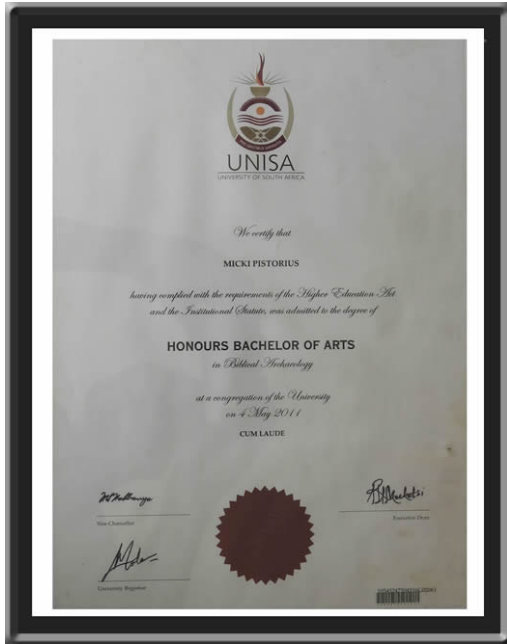 UNISA
UNIVERSITY OF SOUTH AFRICA
We certify that
MICKI PISTORIUS
having complied with the requirements of the Higher Education Act
and the Institutional Statute, was admitted to the degree of
HONOURS BACHELOR OF ARTS
in Biblical Archaeology
at a congregation of the University
on 4 May 2011
CUM LAUDE
Vice Chancellor
Executive Dean
University Registrar